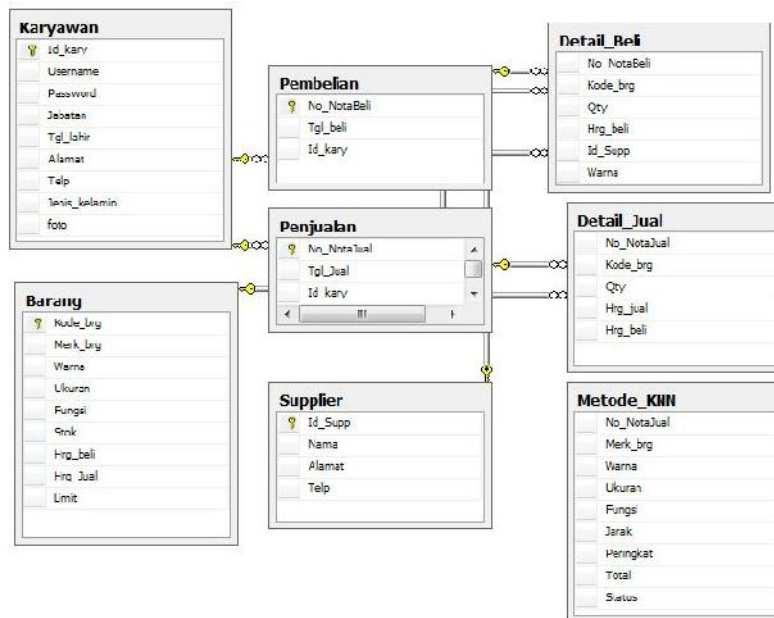 Karyawan
Id_kary
Username
Password
Jabatan
Tgl_lahir
Alamat
Telp
Jenis_kelamin
foto
Pembelian
No_NotaBeli
Tgl_beli
Id_kary
Detail_Beli
No_NotaBeli
Kode_brg
Qty
Hrg_beli
Id_Supp
Warna
Penjualan
No_NotaJual
Tgl_Jual
Id_kary
Detail_Jual
No_NotaJual
Kode_brg
Qty
Hrg_jual
Hrg_beli
Barang
Kode_brg
Merk_brg
Warna
Ukuran
Fungsi
Stok
Hrg_beli
Hrg_Jual
Limit
Supplier
Id_Supp
Nama
Alamat
Telp
Metode_KNN
No_NotaJual
Merk_brg
Warna
Ukuran
Fungsi
Jarak
Peringkat
Total
Status